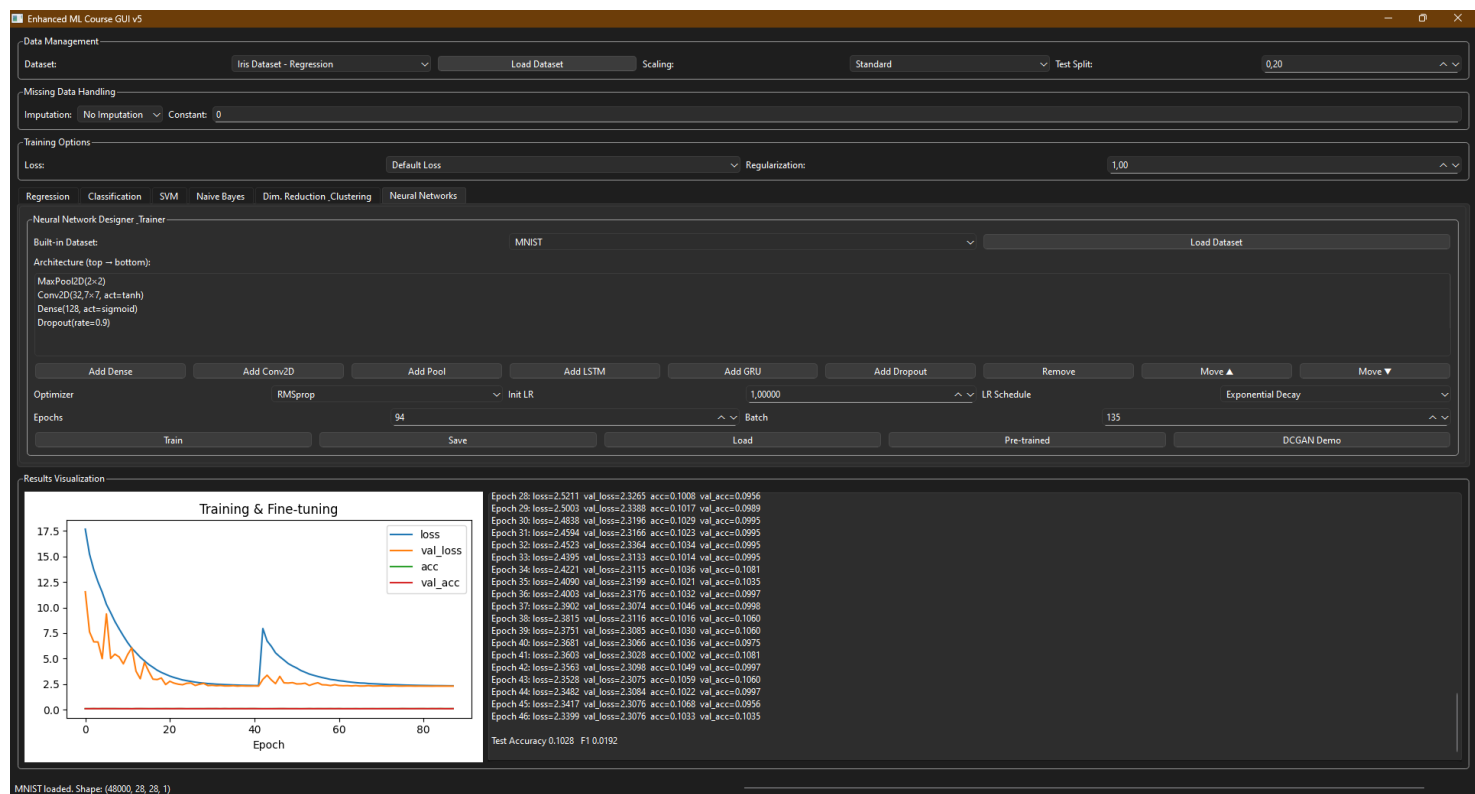 Enhanced ML Course GUI v5
Data Management
Dataset: Iris Dataset - Regression Load Dataset Scaling: Standard Test Split: 0,20
Missing Data Handling
Imputation: No Imputation Constant: 0
Training Options
Loss: Default Loss Regularization: 1,00
Regression Classification SVM Naive Bayes Dim. Reduction _Clustering Neural Networks
Neural Network Designer _Trainer
Built-in Dataset: MNIST Load Dataset
Architecture (top → bottom):
MaxPool2D(2×2)
Conv2D(32,7×7, act=tanh)
Dense(128, act=sigmoid)
Dropout(rate=0.9)
Add Dense Add Conv2D Add Pool Add LSTM Add GRU Add Dropout Remove Move ▲ Move ▼
Optimizer RMSprop Init LR 1,00000 LR Schedule Exponential Decay
Epochs 94 Batch 135
Train Save Load Pre-trained DCGAN Demo
Results Visualization
Training & Fine-tuning
17.5
15.0
12.5
10.0
7.5
5.0
2.5
0.0
0 20 40 60 80
Epoch
loss
val_loss
acc
val_acc
Epoch 28: loss=2.5211 val_loss=2.3265 acc=0.1008 val_acc=0.0956
Epoch 29: loss=2.5003 val_loss=2.3388 acc=0.1017 val_acc=0.0989
Epoch 30: loss=2.4838 val_loss=2.3196 acc=0.1029 val_acc=0.0995
Epoch 31: loss=2.4594 val_loss=2.3166 acc=0.1023 val_acc=0.0995
Epoch 32: loss=2.4523 val_loss=2.3364 acc=0.1034 val_acc=0.0995
Epoch 33: loss=2.4395 val_loss=2.3133 acc=0.1014 val_acc=0.0995
Epoch 34: loss=2.4221 val_loss=2.3115 acc=0.1036 val_acc=0.1081
Epoch 35: loss=2.4090 val_loss=2.3199 acc=0.1021 val_acc=0.1035
Epoch 36: loss=2.4003 val_loss=2.3176 acc=0.1032 val_acc=0.0997
Epoch 37: loss=2.3902 val_loss=2.3074 acc=0.1046 val_acc=0.0998
Epoch 38: loss=2.3815 val_loss=2.3116 acc=0.1016 val_acc=0.1060
Epoch 39: loss=2.3751 val_loss=2.3085 acc=0.1030 val_acc=0.1060
Epoch 40: loss=2.3681 val_loss=2.3066 acc=0.1036 val_acc=0.0975
Epoch 41: loss=2.3603 val_loss=2.3028 acc=0.1002 val_acc=0.1081
Epoch 42: loss=2.3563 val_loss=2.3098 acc=0.1049 val_acc=0.0997
Epoch 43: loss=2.3528 val_loss=2.3075 acc=0.1059 val_acc=0.1060
Epoch 44: loss=2.3482 val_loss=2.3084 acc=0.1022 val_acc=0.0997
Epoch 45: loss=2.3417 val_loss=2.3076 acc=0.1068 val_acc=0.0956
Epoch 46: loss=2.3399 val_loss=2.3076 acc=0.1033 val_acc=0.1035
Test Accuracy 0.1028 F1 0.0192
MNIST loaded. Shape: (48000, 28, 28, 1)